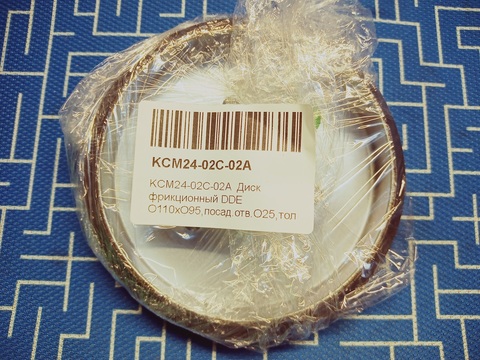 KCM24-02C-02A
KCM24-02C-02A Диск
фрикционный DDE
O110xO95,посад.отв.O25,тол